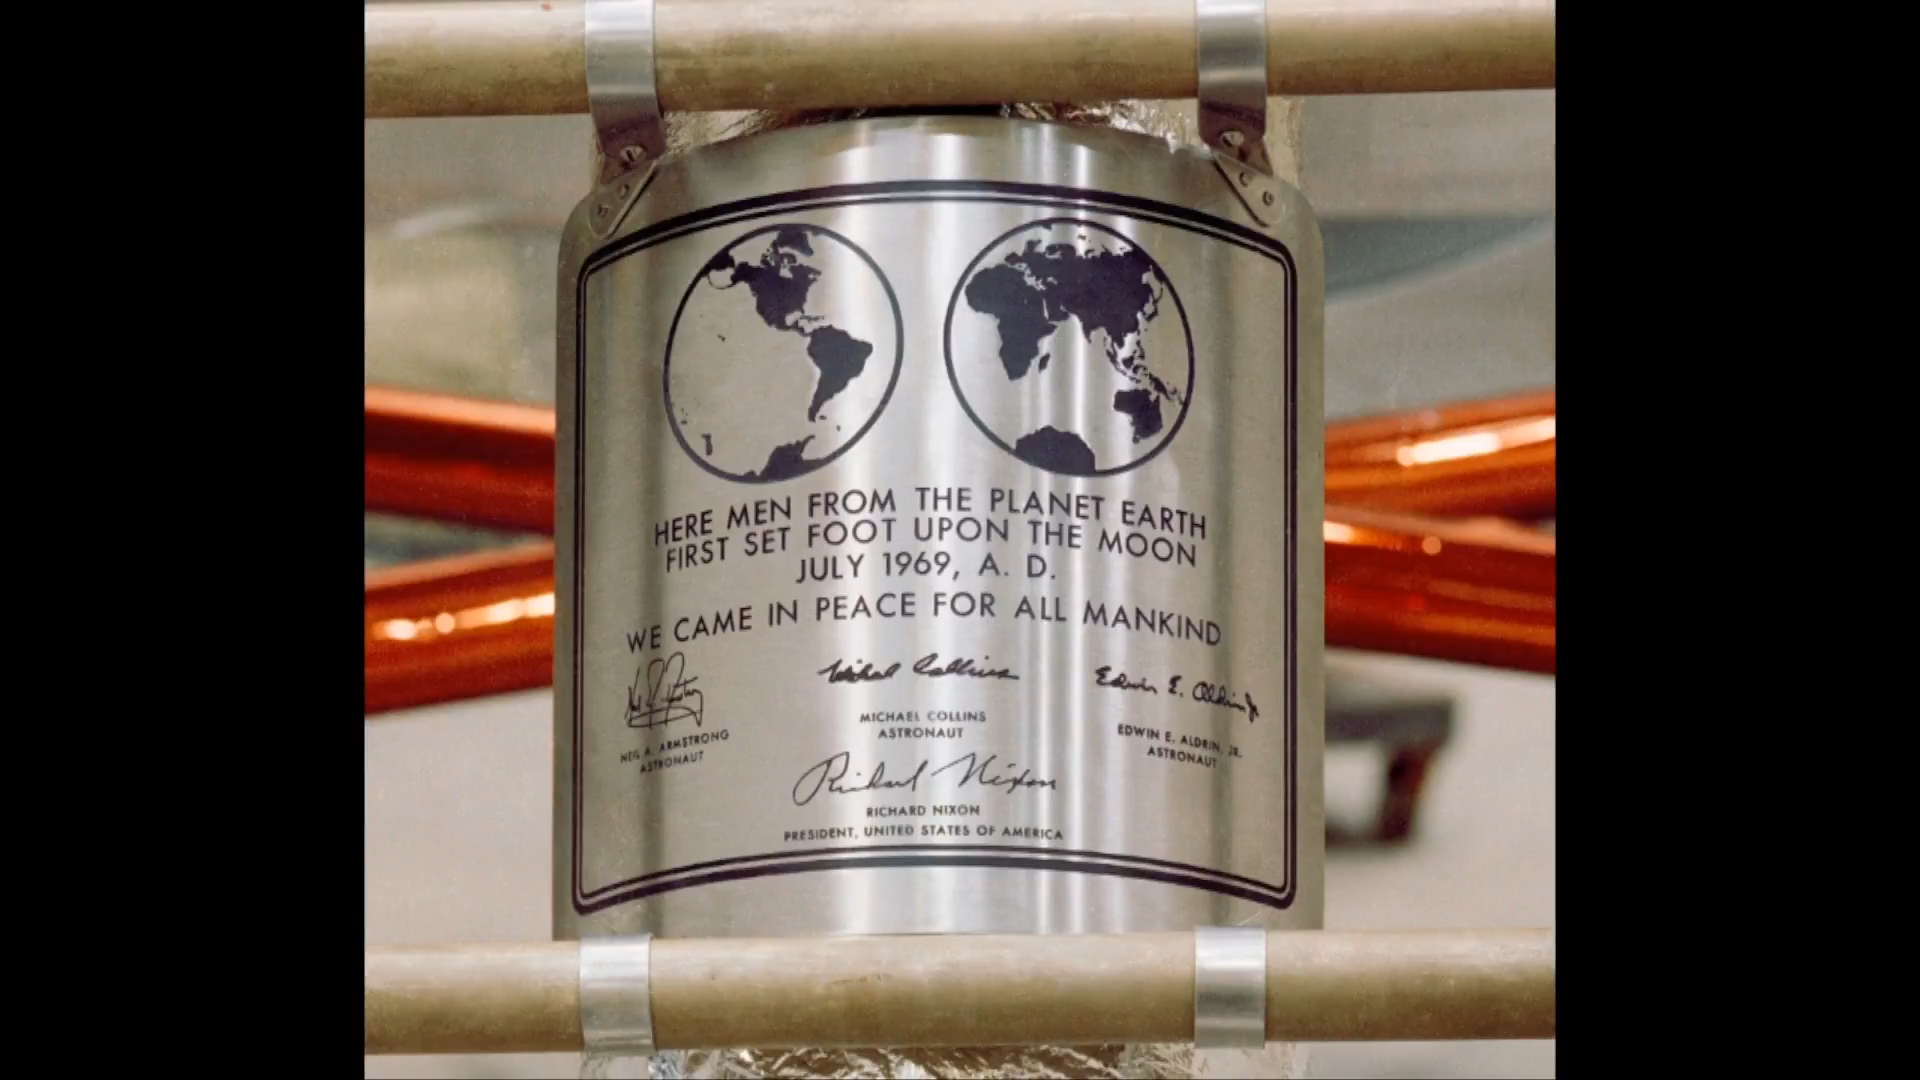 HERE MEN FROM THE PLANET EARTH
FIRST SET FOOT UPON THE MOON
JULY 1969, A. D.
WE CAME IN PEACE FOR ALL MANKIND
Neil A. Armstrong
Michael Collins
Edwin E. Aldrin Jr
NEIL A. ARMSTRONG
ASTRONAUT
MICHAEL COLLINS
ASTRONAUT
EDWIN E. ALDRIN, JR.
ASTRONAUT
Richard Nixon
RICHARD NIXON
PRESIDENT, UNITED STATES OF AMERICA